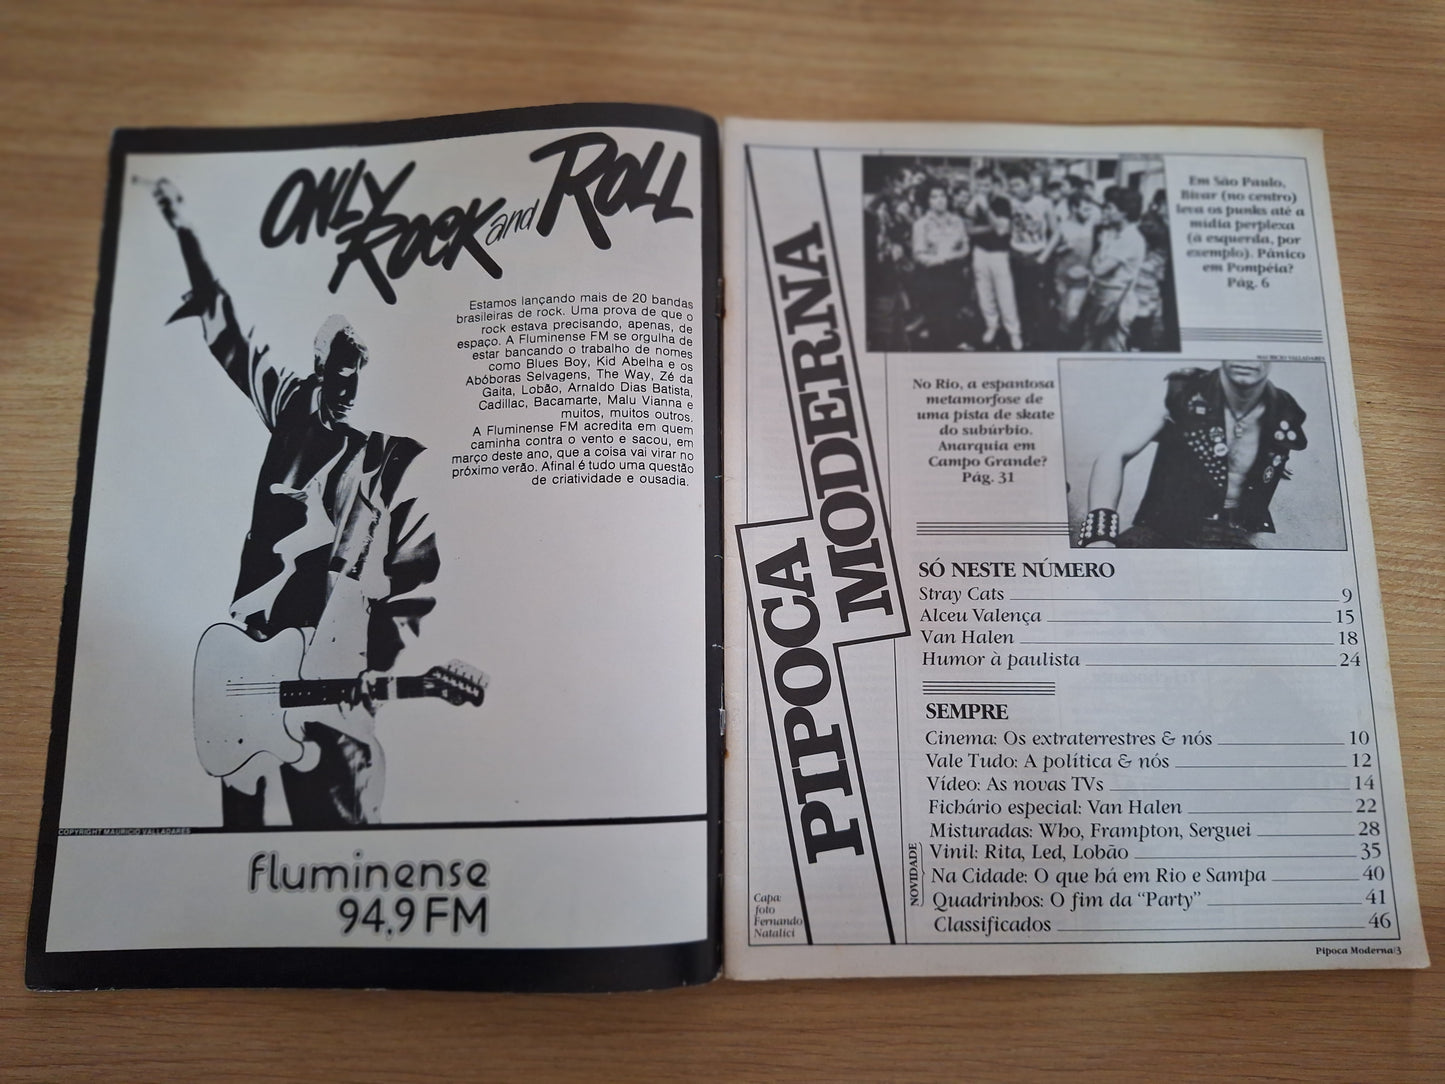 ONLY
ROCK and ROLL
Estamos lançando mais de 20 bandas
brasileiras de rock. Uma prova de que o
rock estava precisando, apenas, de
espaço. A Fluminense FM se orgulha de
estar bancando o trabalho de nomes
como Blues Boy, Kid Abelha e os
Abóboras Selvagens, The Way, Zé da
Gaita, Lobão, Arnaldo Dias Batista,
Cadillac, Bacamarte, Malu Vianna e
muitos, muitos outros.
A Fluminense FM acredita em quem
caminha contra o vento e sacou, em
março deste ano, que a coisa vai virar no
próximo verão. Afinal é tudo uma questão
de criatividade e ousadia.
COPYRIGHT MAURICIO VALLADARES
fluminense
94,9 FM
PIPOCA
MODERNA
Em São Paulo,
Bivar (no centro)
leva os punks até a
mídia perplexa
(à esquerda, por
exemplo). Pânico
em Pompéia?
Pág. 6
MAURICIO VALLADARES
No Rio, a espantosa
metamorfose de
uma pista de skate
do subúrbio.
Anarquia em
Campo Grande?
Pág. 31
SÓ NESTE NÚMERO
Stray Cats 9
Alceu Valença 15
Van Halen 18
Humor à paulista 24
SEMPRE
Cinema: Os extraterrestres & nós 10
Vale Tudo: A política & nós 12
Vídeo: As novas TVs 14
Fichário especial: Van Halen 22
Misturadas: Who, Frampton, Serguei 28
NOVIDADE
Vinil: Rita, Led, Lobão 35
Na Cidade: O que há em Rio e Sampa 40
Quadrinhos: O fim da “Party” 41
Classificados 46
Capa:
foto
Fernando
Natalici
Pipoca Moderna/3